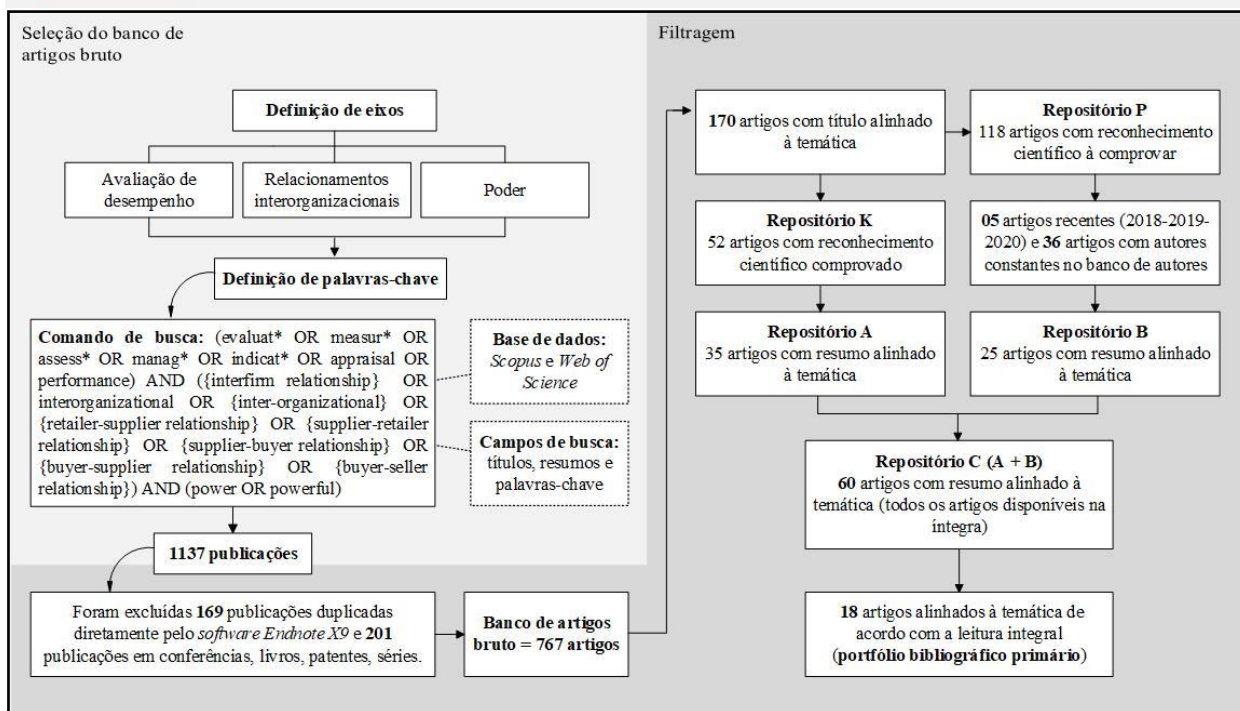 Seleção do banco de
artigos bruto
Definição de eixos
Avaliação de
desempenho
Relacionamentos
interorganizacionais
Poder
Definição de palavras-chave
Comando de busca: (evaluat* OR measur* OR
assess* OR manag* OR indicat* OR appraisal OR
performance) AND ({interfirm relationship} OR
interorganizational OR {inter-organizational} OR
{retailer-supplier relationship} OR {supplier-retailer
relationship} OR {supplier-buyer relationship} OR
{buyer-supplier relationship} OR {buyer-seller
relationship}) AND (power OR powerful)
Base de dados:
Scopus e Web of
Science
Campos de busca:
títulos, resumos e
palavras-chave
1137 publicações
Foram excluídas 169 publicações duplicadas
diretamente pelo software Endnote X9 e 201
publicações em conferências, livros, patentes, séries.
Banco de artigos
bruto = 767 artigos
Filtragem
170 artigos com título alinhado
à temática
Repositório P
118 artigos com reconhecimento
científico à comprovar
Repositório K
52 artigos com reconhecimento
científico comprovado
05 artigos recentes (2018-2019-
2020) e 36 artigos com autores
constantes no banco de autores
Repositório A
35 artigos com resumo alinhado
à temática
Repositório B
25 artigos com resumo alinhado
à temática
Repositório C (A + B)
60 artigos com resumo alinhado à
temática (todos os artigos disponíveis na
íntegra)
18 artigos alinhados à temática de
acordo com a leitura integral
(portfólio bibliográfico primário)